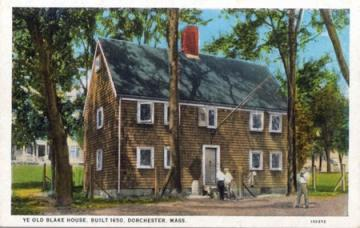 YE OLD BLAKE HOUSE. BUILT 1650. DORCHESTER, MASS.